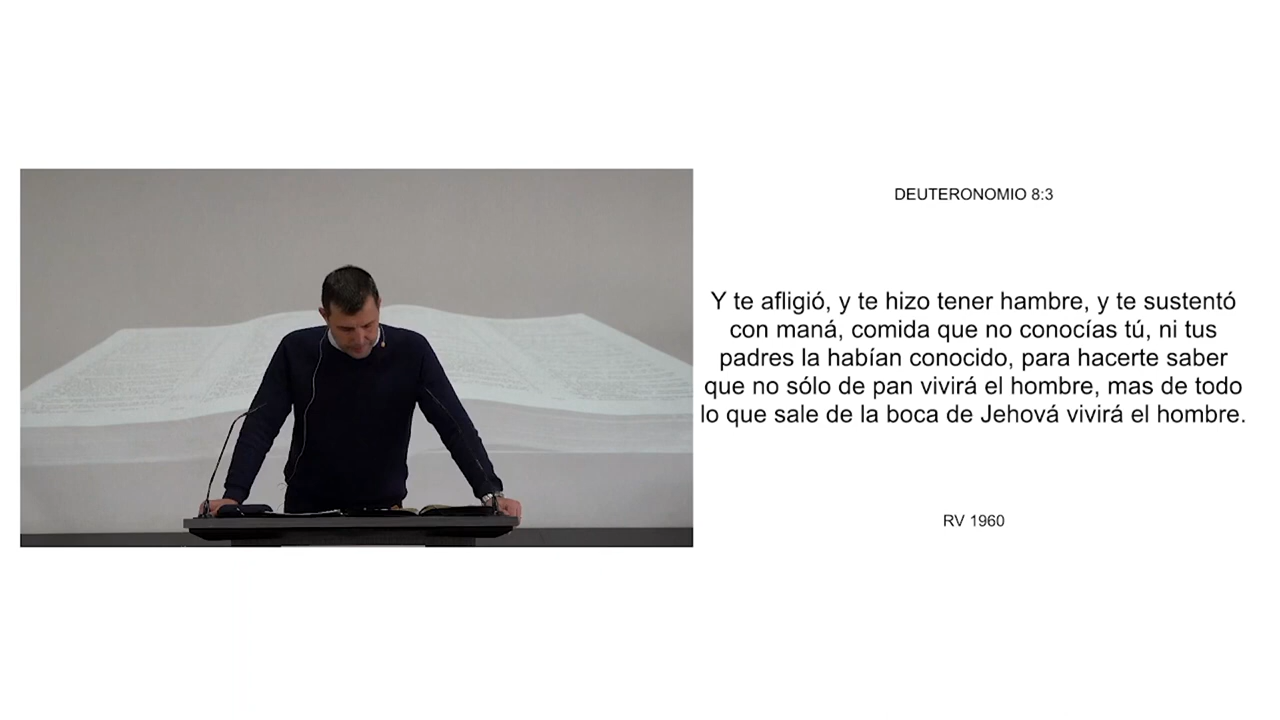 DEUTERONOMIO 8:3
Y te afligió, y te hizo tener hambre, y te sustentó
con maná, comida que no conocías tú, ni tus
padres la habían conocido, para hacerte saber
que no sólo de pan vivirá el hombre, mas de todo
lo que sale de la boca de Jehová vivirá el hombre.
RV 1960